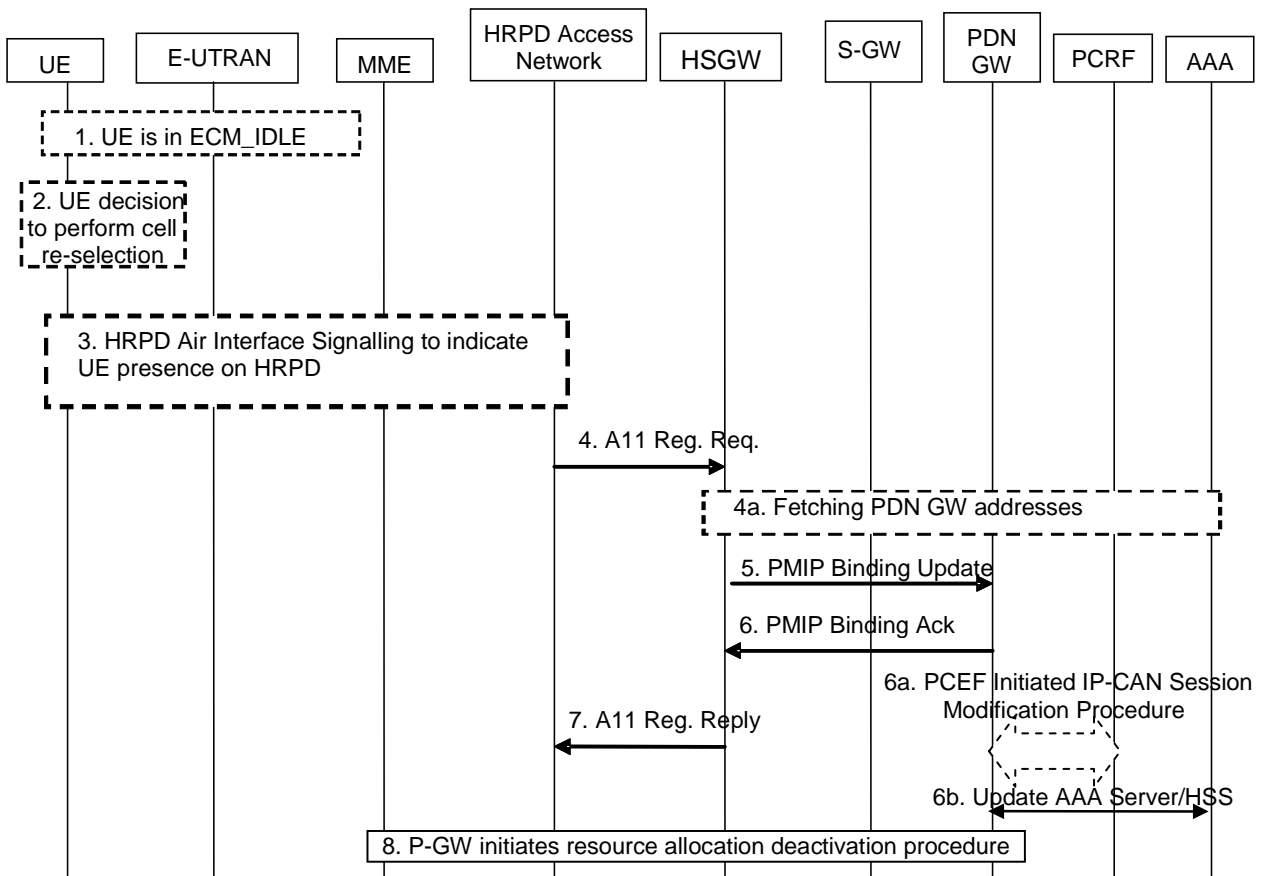 UE
E-UTRAN
MME
HRPD Access
Network
HSGW
S-GW
PDN
GW
PCRF
AAA
1. UE is in ECM_IDLE
2. UE decision
to perform cell
re-selection
3. HRPD Air Interface Signalling to indicate
UE presence on HRPD
4. A11 Reg. Req.
4a. Fetching PDN GW addresses
5. PMIP Binding Update
6. PMIP Binding Ack
6a. PCEF Initiated IP-CAN Session
Modification Procedure
7. A11 Reg. Reply
6b. Update AAA Server/HSS
8. P-GW initiates resource allocation deactivation procedure